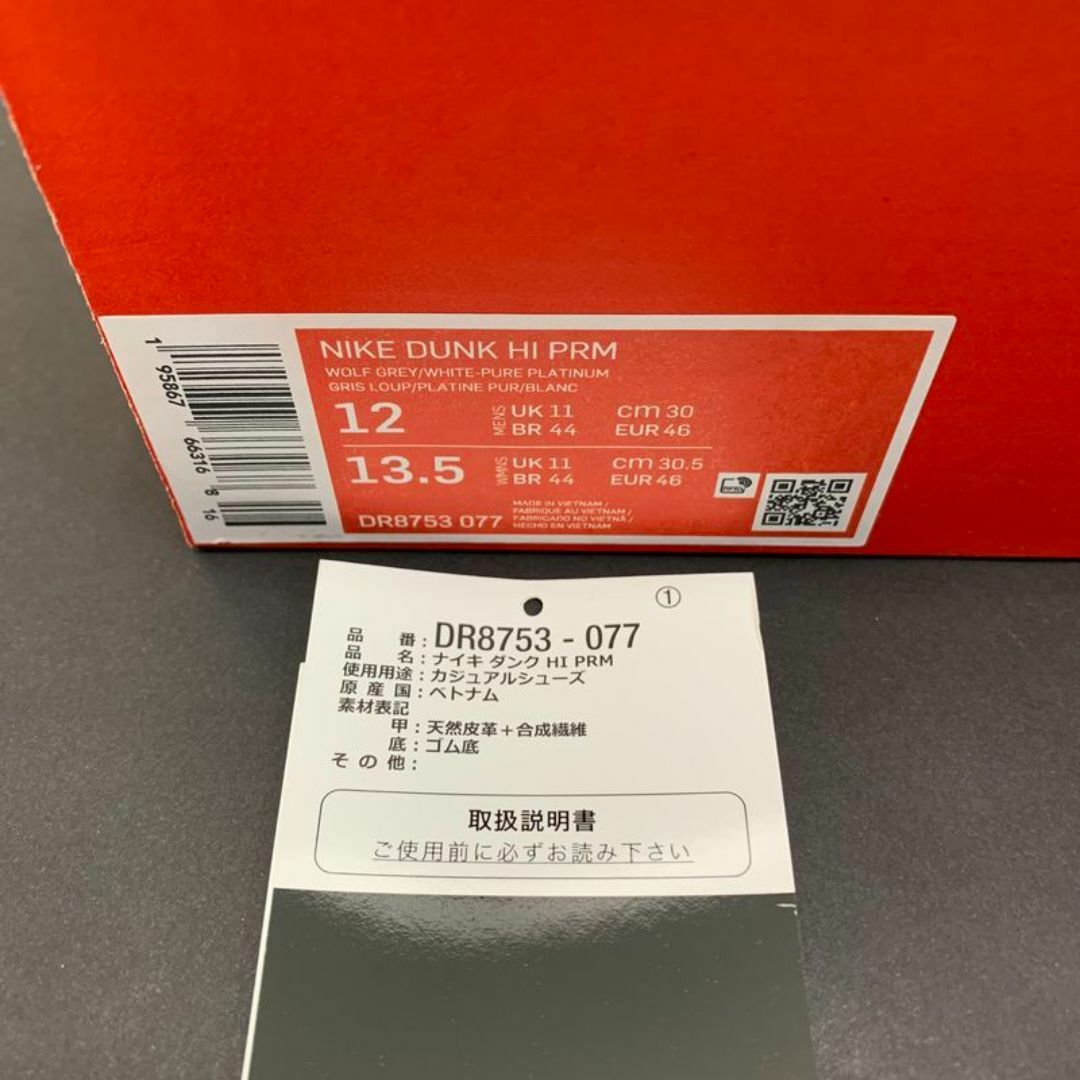 NIKE DUNK HI PRM
WOLF GREY/WHITE-PURE PLATINUM
GRIS LOUP/PLATINE PUR/BLANC
12 MENS UK 11 cm 30
BR 44 EUR 46
13.5 WMNS UK 11 cm 30.5
BR 44 EUR 46
MADE IN VIETNAM /
FABRIQUE AU VIETNAM /
FABRICADO NO VIETNÃ /
HECHO EN VIETNAM
DR8753 077
1 95867 66316 8 16
①
品番:DR8753-077
品名:ナイキ ダンク HI PRM
使用用途:カジュアルシューズ
原産国:ベトナム
素材表記
甲:天然皮革+合成繊維
底:ゴム底
その他:
取扱説明書
ご使用前に必ずお読み下さい